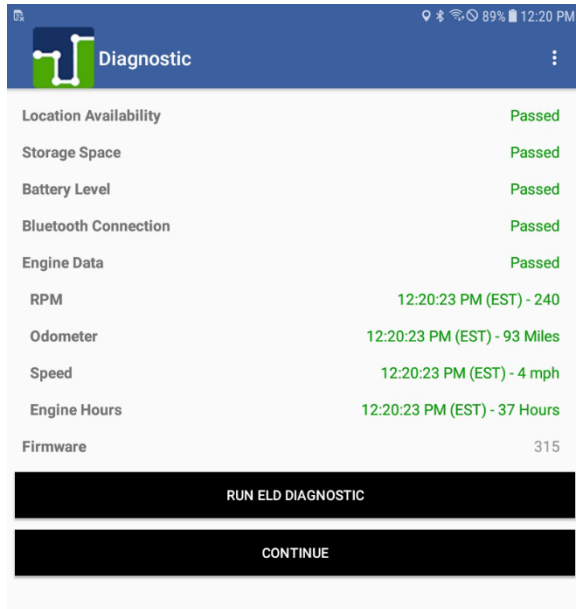 89% 12:20 PM
Diagnostic
Location Availability Passed
Storage Space Passed
Battery Level Passed
Bluetooth Connection Passed
Engine Data Passed
RPM 12:20:23 PM (EST) - 240
Odometer 12:20:23 PM (EST) - 93 Miles
Speed 12:20:23 PM (EST) - 4 mph
Engine Hours 12:20:23 PM (EST) - 37 Hours
Firmware 315
RUN ELD DIAGNOSTIC
CONTINUE